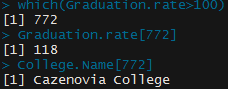 > which(Graduation.rate>100)
[1] 772
> Graduation.rate[772]
[1] 118
> College.Name[772]
[1] Cazenovia College